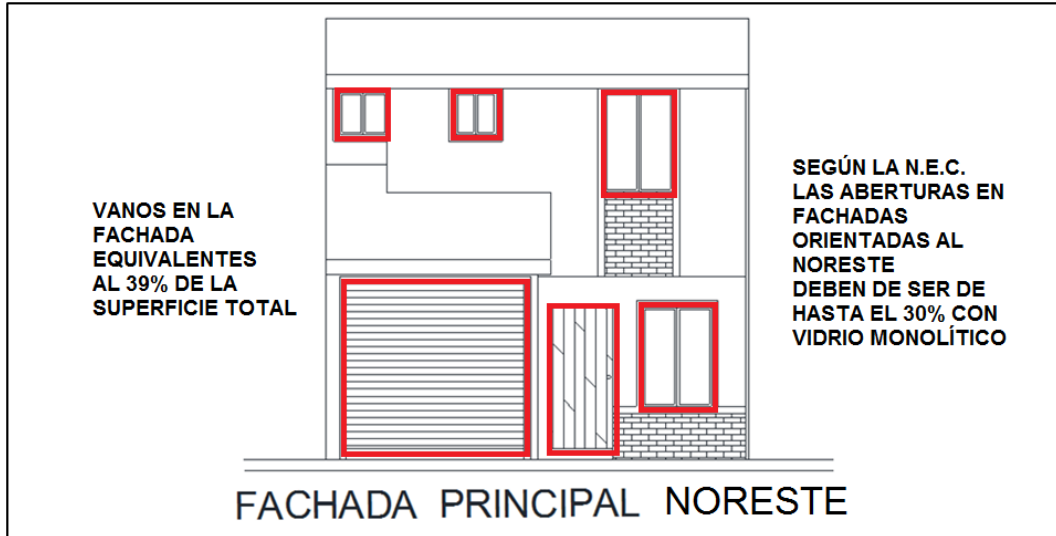 VANOS EN LA
FACHADA
EQUIVALENTES
AL 39% DE LA
SUPERFICIE TOTAL
SEGÚN LA N.E.C.
LAS ABERTURAS EN
FACHADAS
ORIENTADAS AL
NORESTE
DEBEN DE SER DE
HASTA EL 30% CON
VIDRIO MONOLÍTICO
FACHADA PRINCIPAL NORESTE